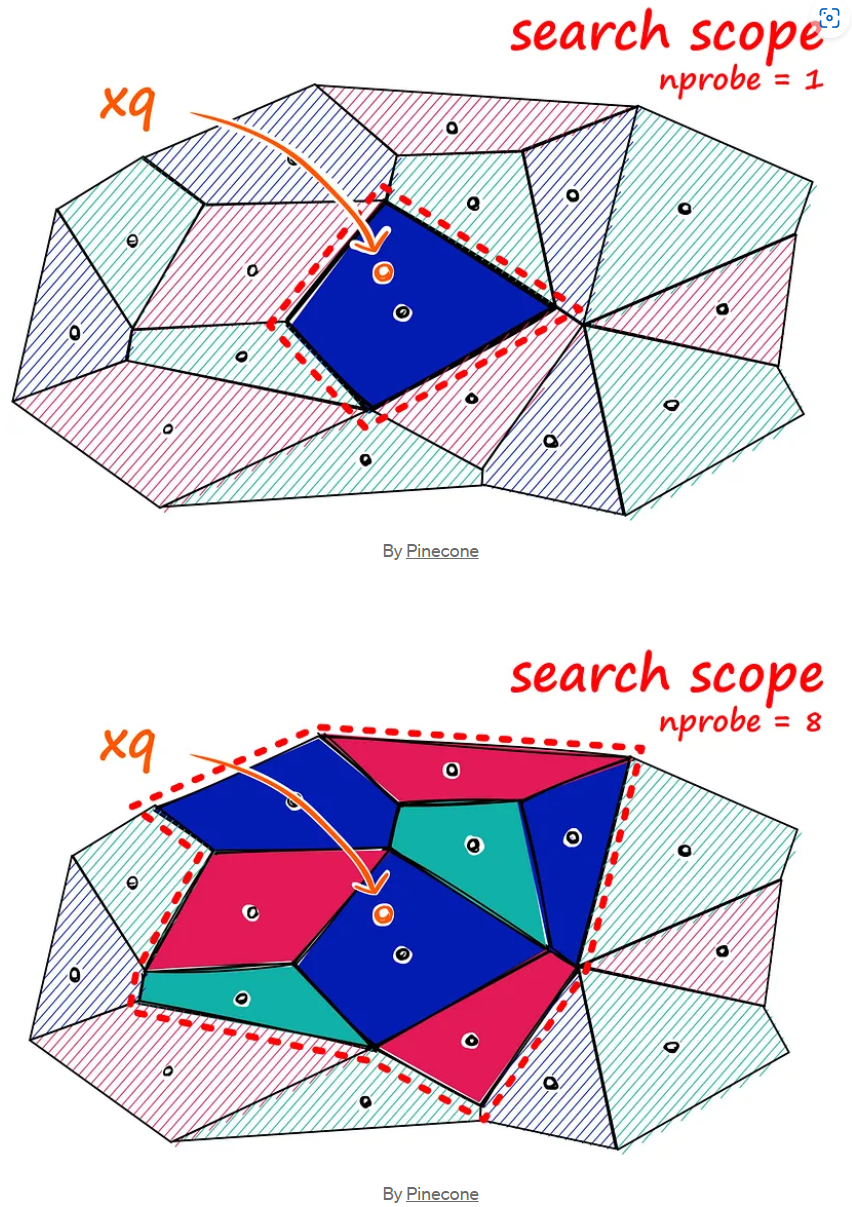 search scope
nprobe = 1
xq
By Pinecone
search scope
nprobe = 8
xq
By Pinecone